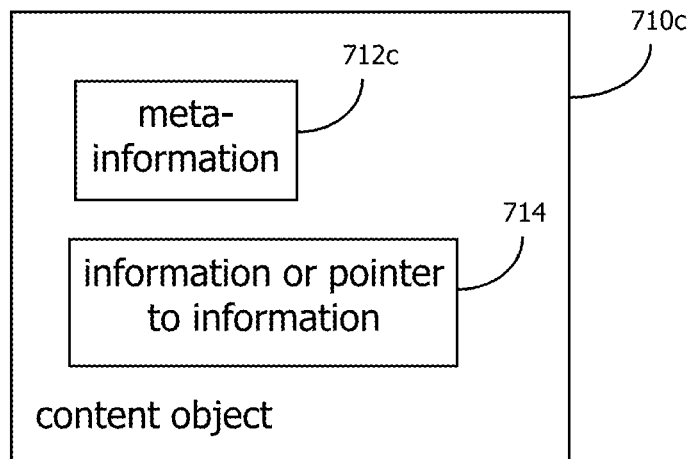 710c
712c
meta-
information
714
information or pointer
to information
content object